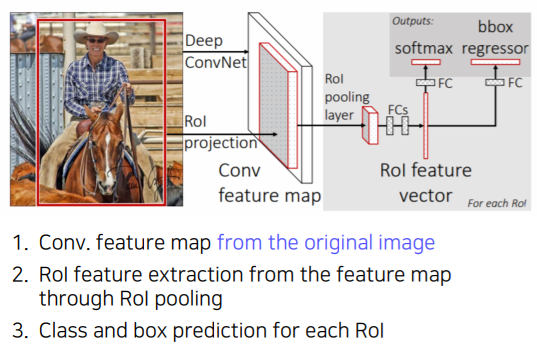 Outputs:
bbox
softmax regressor
Deep
ConvNet
FC
FC
RoI
pooling
layer
FCs
RoI
projection
Conv
feature map
RoI feature
vector
For each RoI
1. Conv. feature map from the original image
2. RoI feature extraction from the feature map
through RoI pooling
3. Class and box prediction for each RoI